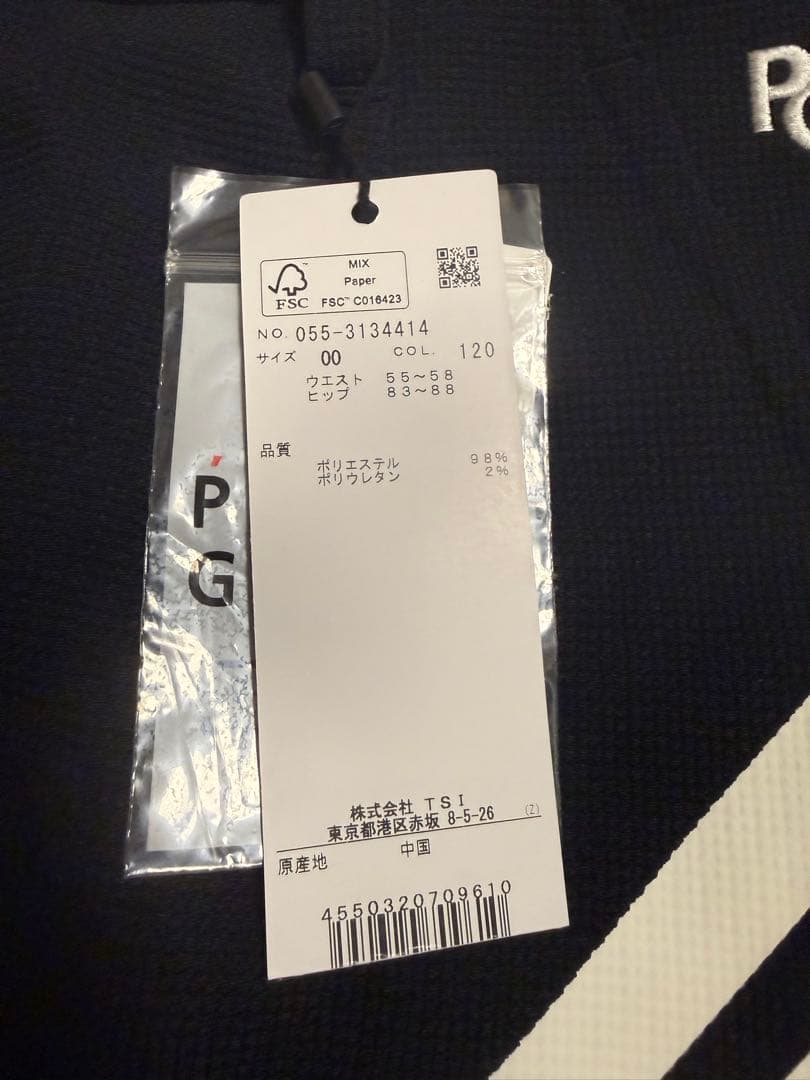 MIX
Paper
FSC™ C016423
FSC
NO. 055-3134414
サイズ 00 COL. 120
ウエスト 55～58
ヒップ 83～88
品質
ポリエステル 98%
ポリウレタン 2%
株式会社 TSI
東京都港区赤坂 8-5-26 (Z)
原産地 中国
4550320709610
P
G
PG